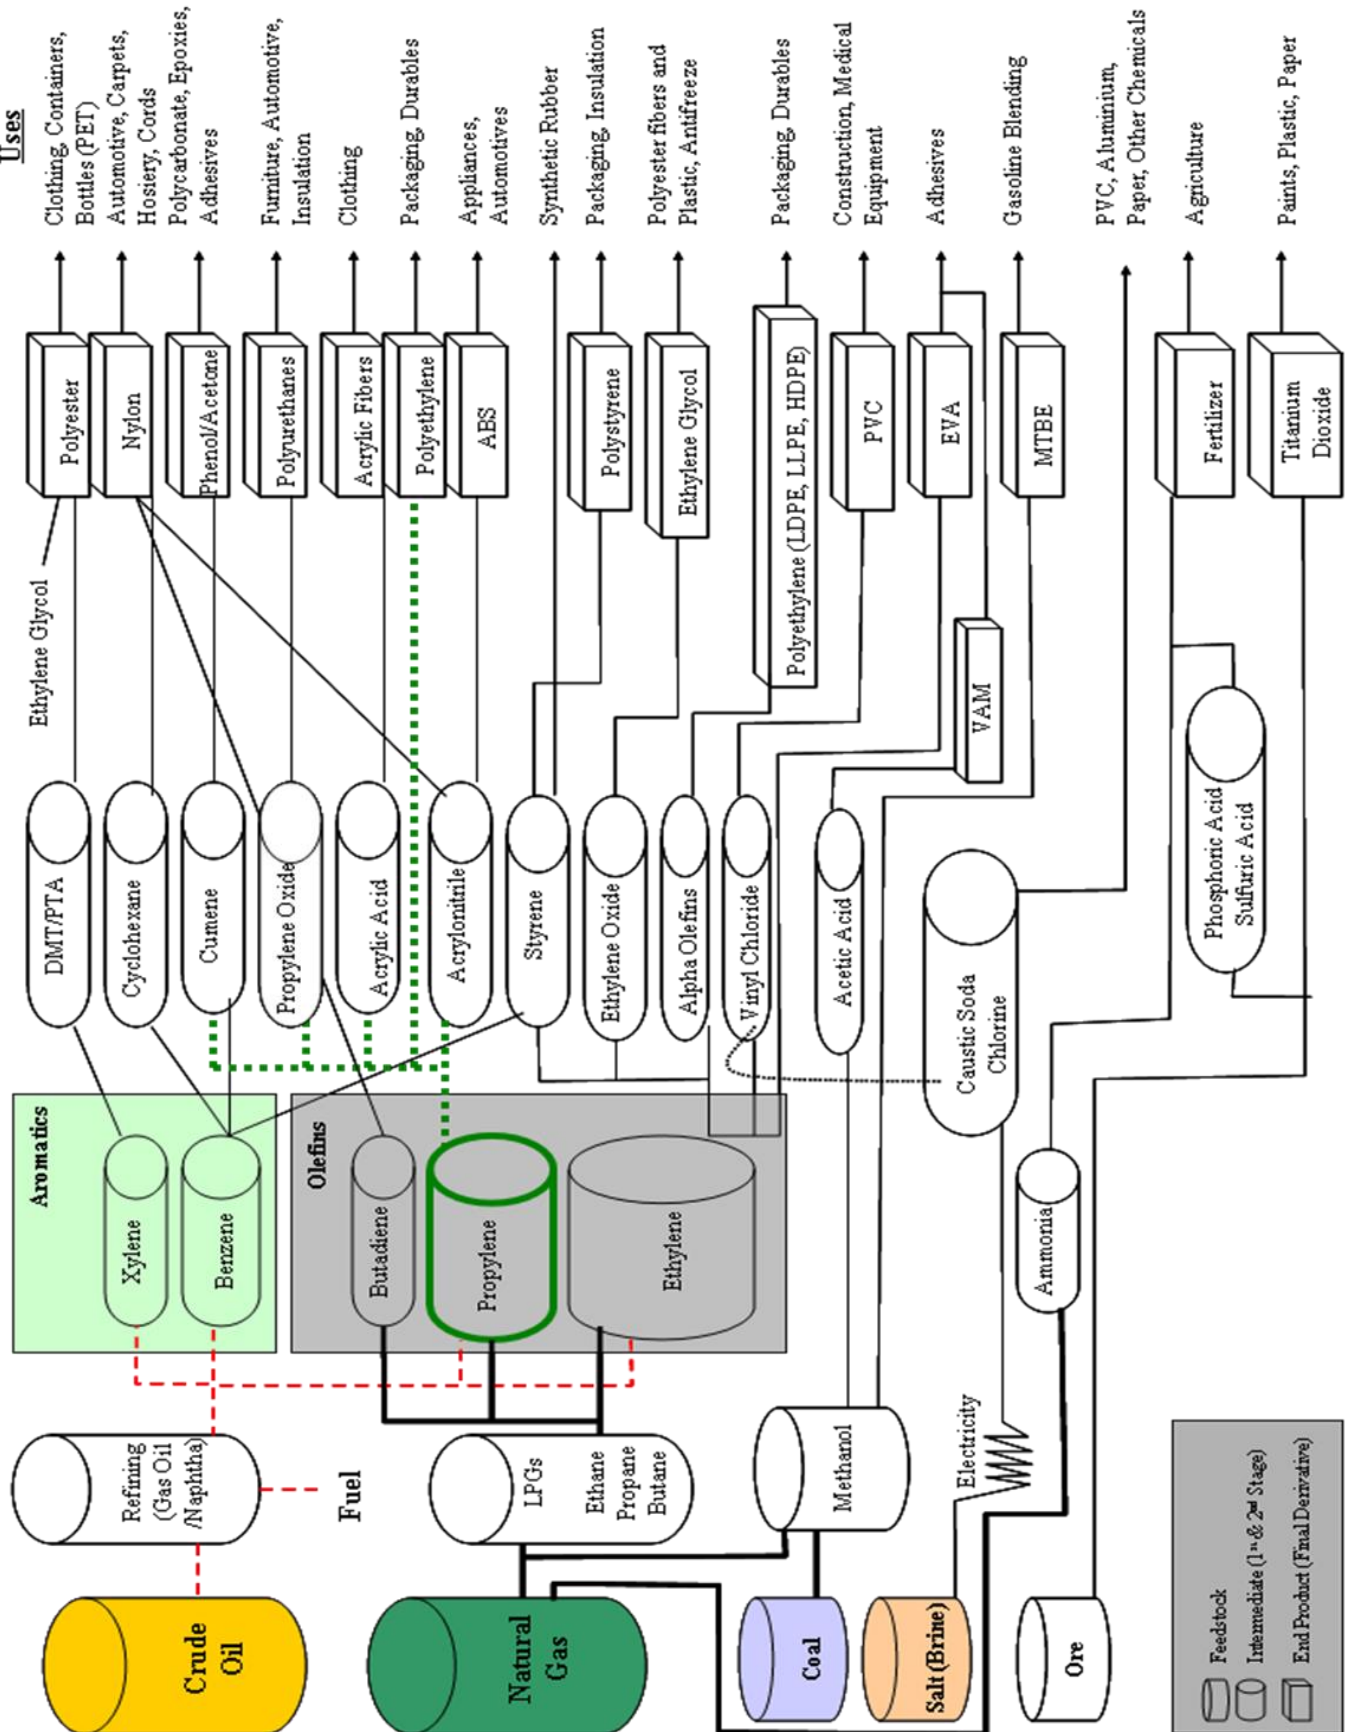 Crude
Oil
Natural
Gas
Coal
Salt (Brine)
Ore
Refining
(Gas Oil
/Naphtha)
Fuel
LPGs
Ethane
Propane
Butane
Methanol
Electricity
Ammonia
Aromatics
Xylene
Benzene
Olefins
Butadiene
Propylene
Ethylene
DMT/PTA
Cyclohexane
Cumene
Propylene Oxide
Acrylic Acid
Acrylonitrile
Styrene
Ethylene Oxide
Alpha Olefins
Vinyl Chloride
Acetic Acid
Caustic Soda
Chlorine
Phosphoric Acid
Sulfuric Acid
Ethylene Glycol
VAM
Polyester
Nylon
Phenol/Acetone
Polyurethanes
Acrylic Fibers
Polyethylene
ABS
Polystyrene
Ethylene Glycol
Polyethylene (LDPE, LLPE, HDPE)
PVC
EVA
MTBE
Fertilizer
Titanium
Dioxide
Uses
Clothing, Containers,
Bottles (PET)
Automotive, Carpets,
Hosiery, Cords
Polycarbonate, Epoxies,
Adhesives
Furniture, Automotive,
Insulation
Clothing
Packaging, Durables
Appliances,
Automotives
Synthetic Rubber
Packaging, Insulation
Polyester fibers and
Plastic, Antifreeze
Packaging, Durables
Construction, Medical
Equipment
Adhesives
Gasoline Blending
PVC, Aluminium,
Paper, Other Chemicals
Agriculture
Paints, Plastic, Paper
Feedstock
Intermediate (1st & 2nd Stage)
End Product (Final Derivative)